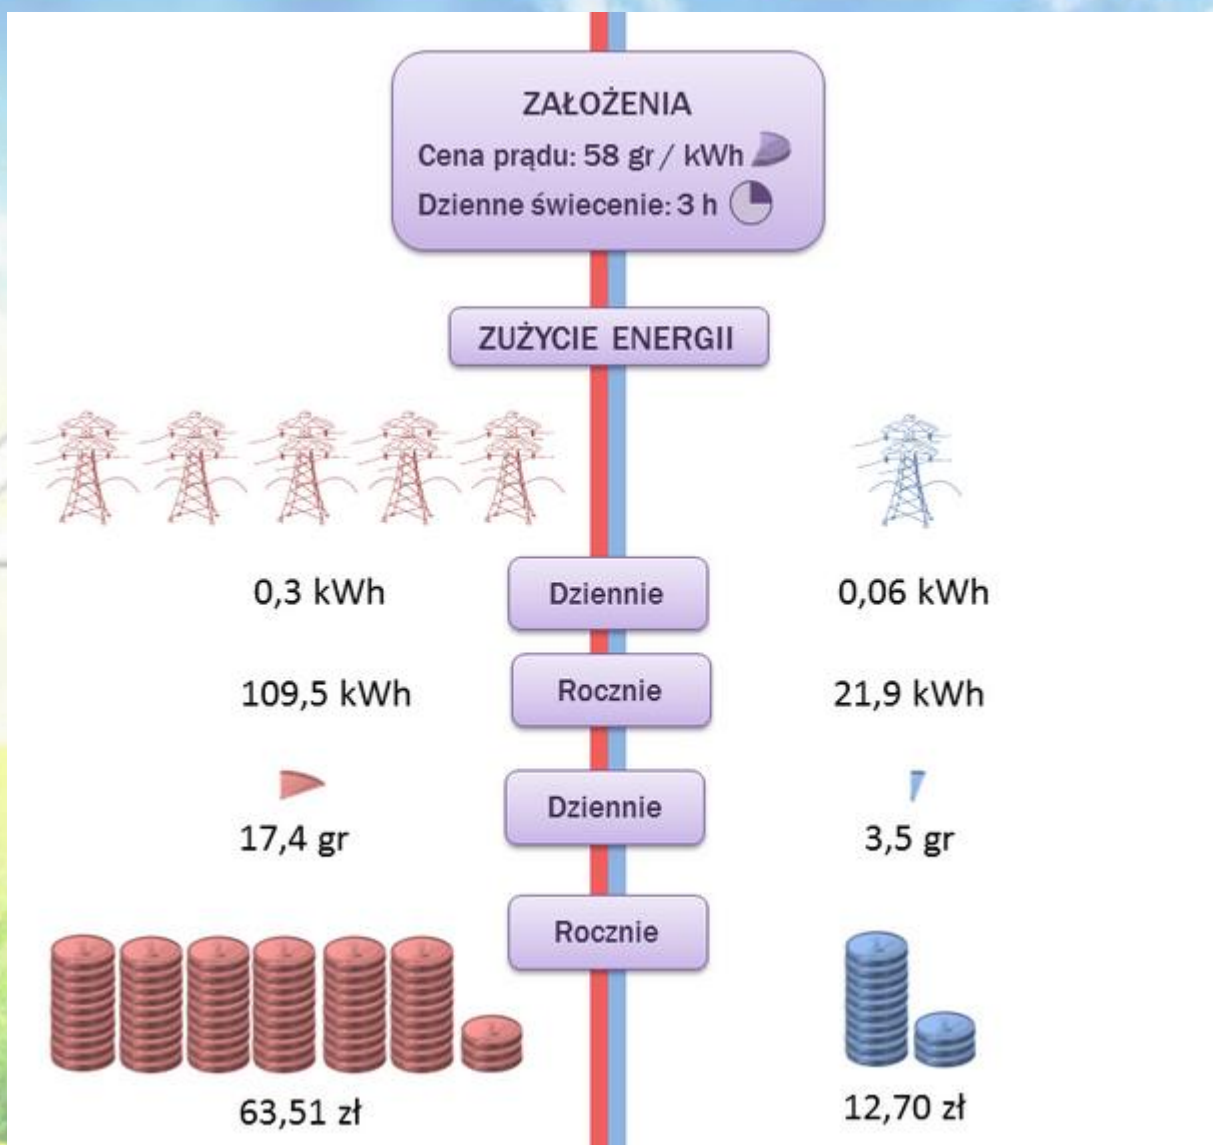 ZAŁOŻENIA
Cena prądu: 58 gr / kWh
Dzienne świecenie: 3 h
ZUŻYCIE ENERGII
0,3 kWh
Dziennie
0,06 kWh
109,5 kWh
Rocznie
21,9 kWh
Dziennie
17,4 gr
3,5 gr
Rocznie
63,51 zł
12,70 zł